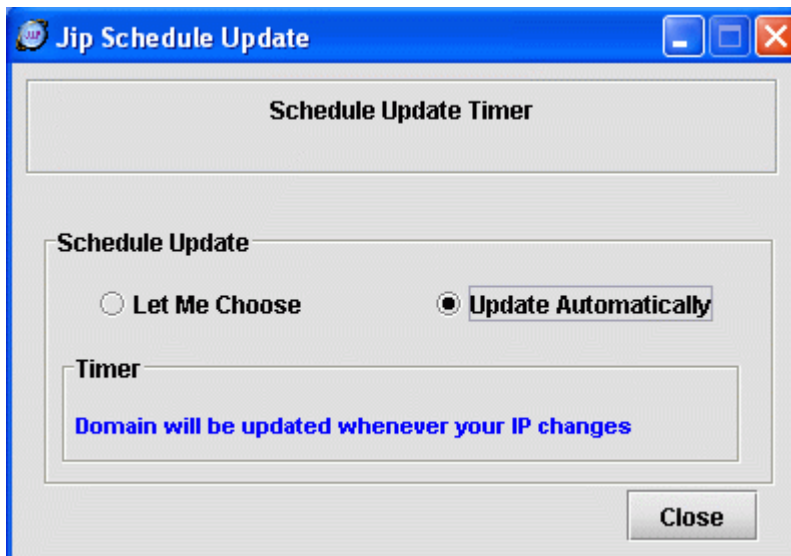 Jip Schedule Update
Schedule Update Timer
Schedule Update
Let Me Choose Update Automatically
Timer
Domain will be updated whenever your IP changes
Close